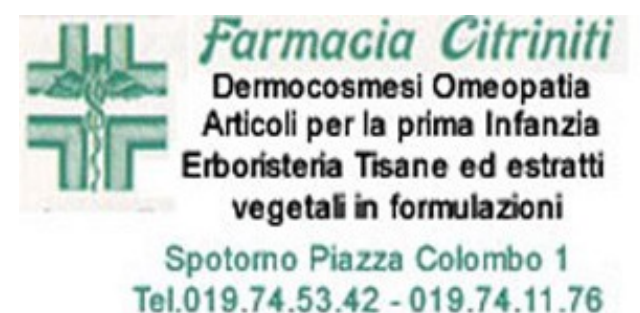 Farmacia Citriniti
Dermocosmesi Omeopatia
Articoli per la prima Infanzia
Erboristeria Tisane ed estratti
vegetali in formulazioni
Spotorno Piazza Colombo 1
Tel.019.74.53.42 - 019.74.11.76